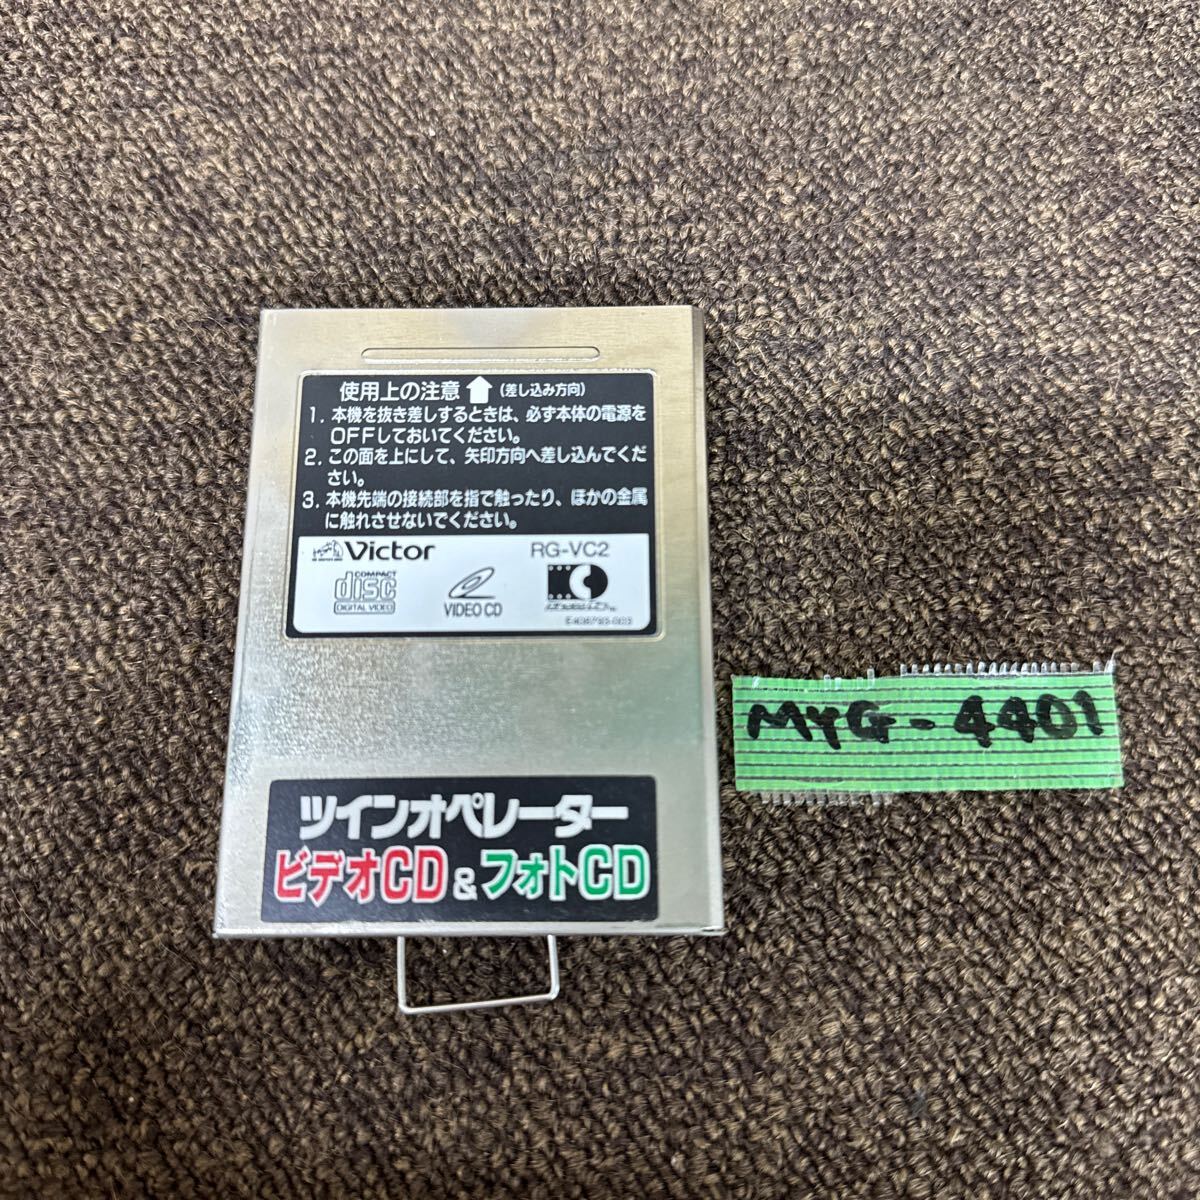 使用上の注意 (差し込み方向)
1. 本機を抜き差しするときは、必ず本体の電源を
OFFしておいてください。
2. この面を上にして、矢印方向へ差し込んでくだ
さい。
3. 本機先端の接続部を指で触ったり、ほかの金属
に触れさせないでください。
Victor RG-VC2
COMPACT
disc
DIGITAL VIDEO
VIDEO CD
MYG-4401
ツインオペレーター
ビデオCD & フォトCD